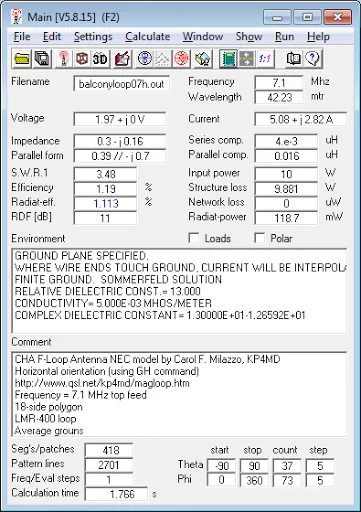 Main [V5.8.15] (F2)
File Edit Settings Calculate Window Show Run Help
3D 1:1
Filename balconyloop07h.out Frequency 7.1 Mhz
Wavelength 42.23 mtr
Voltage 1.97 + j 0 V Current 5.08 + j 2.82 A
Impedance 0.3 - j 0.16 Series comp. 4.e-3 uH
Parallel form 0.39 // - j 0.7 Parallel comp. 0.016 uH
S.W.R.1 3.48 Input power 10 W
Efficiency 1.19 % Structure loss 9.881 W
Radiat-eff. 1.113 % Network loss 0 uW
RDF [dB] 11 Radiat-power 118.7 mW
Environment Loads Polar
GROUND PLANE SPECIFIED.
WHERE WIRE ENDS TOUCH GROUND, CURRENT WILL BE INTERPOLA
FINITE GROUND. SOMMERFELD SOLUTION
RELATIVE DIELECTRIC CONST.= 13.000
CONDUCTIVITY= 5.000E-03 MHOS/METER
COMPLEX DIELECTRIC CONSTANT= 1.30000E+01-1.26592E+01
Comment
CHA F-Loop Antenna NEC model by Carol F. Milazzo, KP4MD
Horizontal orientation (using GH command)
http://www.qsl.net/kp4md/magloop.htm
Frequency = 7.1 MHz top feed
18-side polygon
LMR-400 loop
Average grouns
Seg's/patches 418 start stop count step
Pattern lines 2701 Theta -90 90 37 5
Freq/Eval steps 1 Phi 0 360 73 5
Calculation time 1.766 s